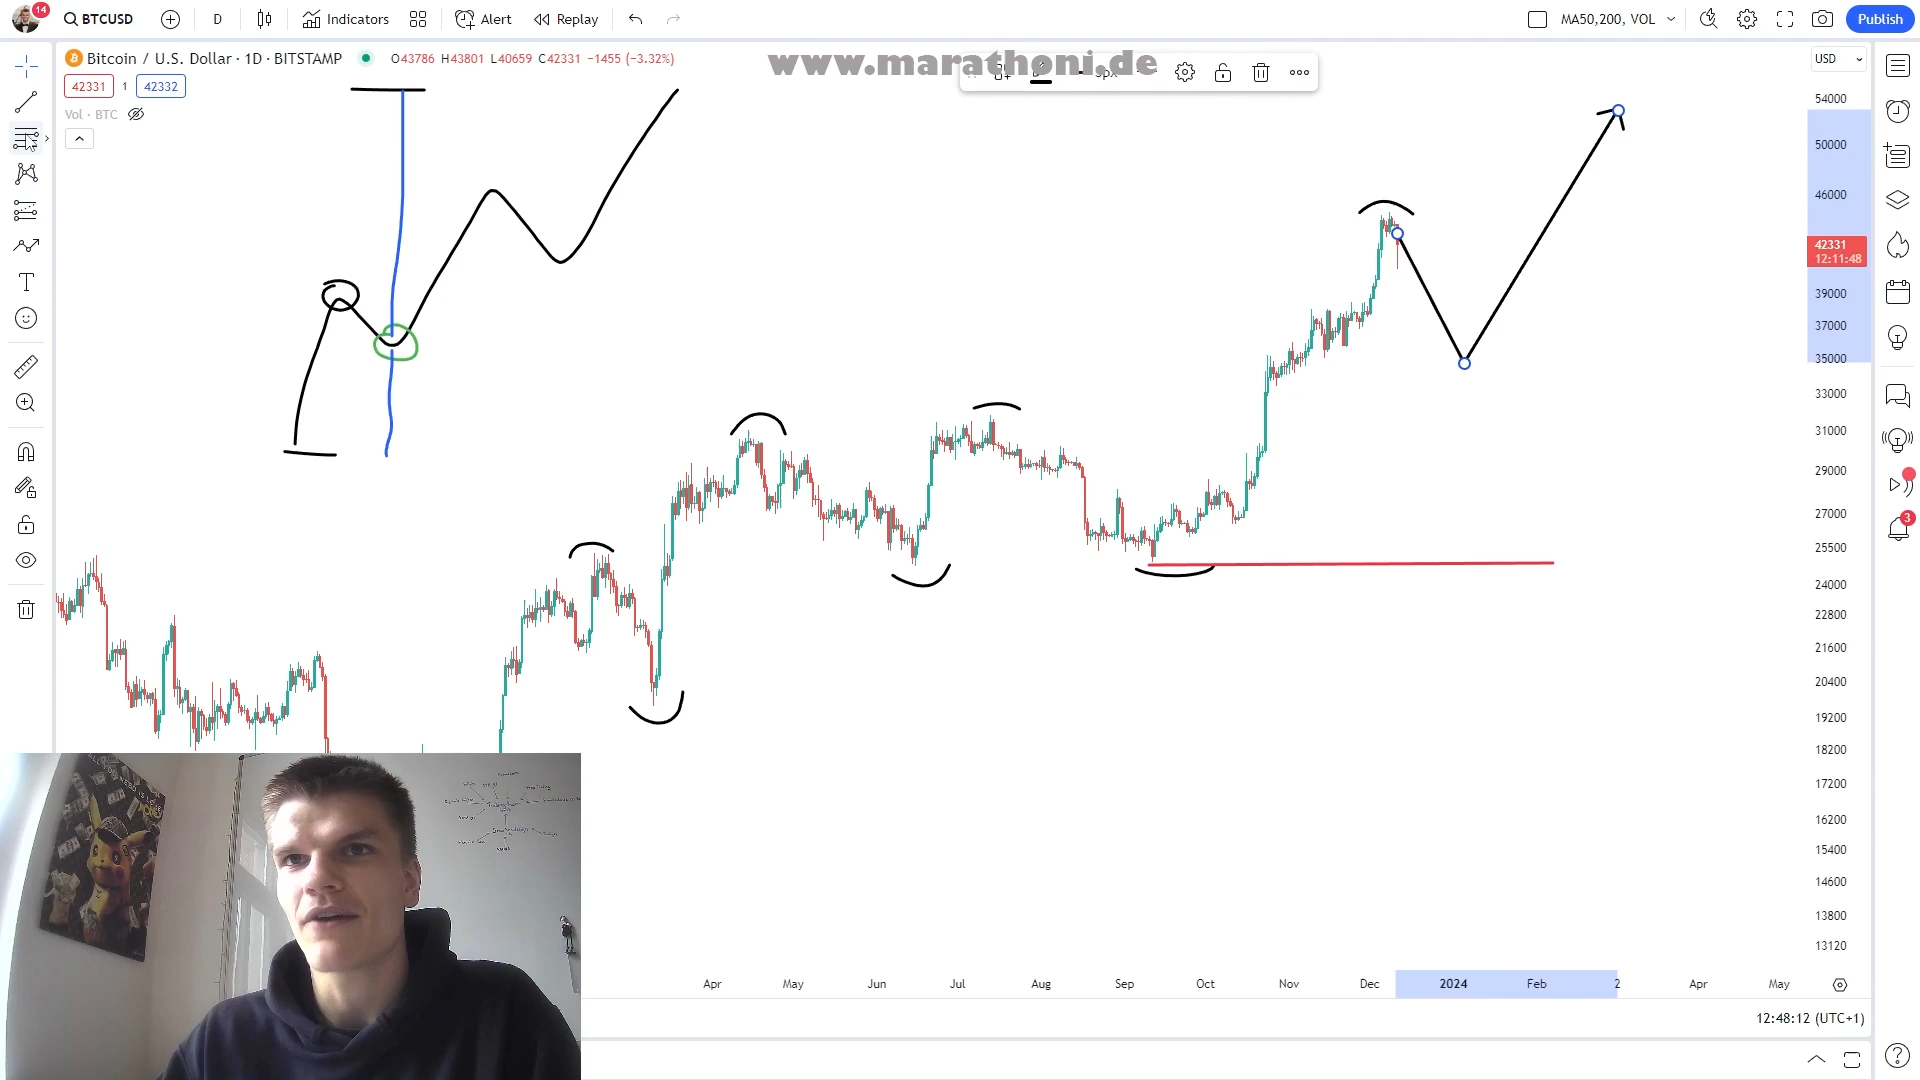 14
BTCUSD
D
Indicators
Alert
Replay
MA50,200, VOL
Publish
Bitcoin / U.S. Dollar · 1D · BITSTAMP
O43786 H43801 L40659 C42331 −1455 (−3.32%)
www.marathoni.de
USD
42331
1
42332
Vol · BTC
54000
50000
46000
42331
12:11:48
39000
37000
35000
33000
31000
29000
27000
25500
24000
22800
21600
20400
19200
18200
17200
16200
15400
14600
13800
13120
3
Apr
May
Jun
Jul
Aug
Sep
Oct
Nov
Dec
2024
Feb
2
Apr
May
12:48:12 (UTC+1)